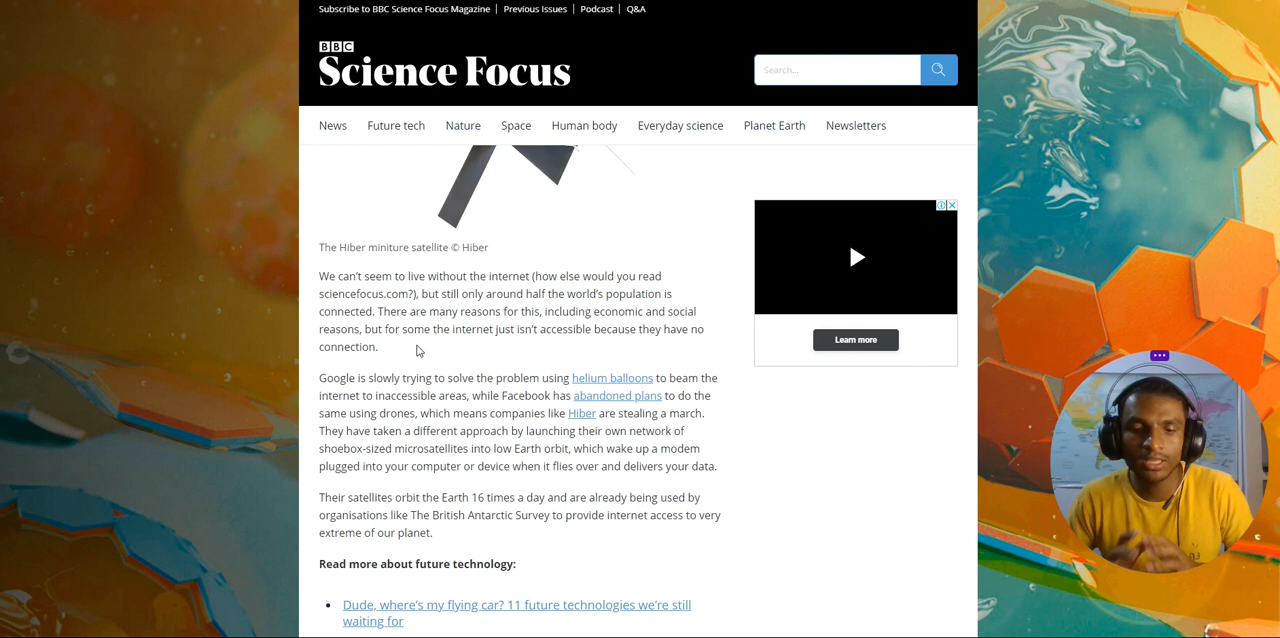 Subscribe to BBC Science Focus Magazine | Previous Issues | Podcast | Q&A
BBC
Science Focus
Search...
News Future tech Nature Space Human body Everyday science Planet Earth Newsletters
The Hiber miniture satellite © Hiber
We can’t seem to live without the internet (how else would you read
sciencefocus.com?), but still only around half the world’s population is
connected. There are many reasons for this, including economic and social
reasons, but for some the internet just isn’t accessible because they have no
connection.
Google is slowly trying to solve the problem using helium balloons to beam the
internet to inaccessible areas, while Facebook has abandoned plans to do the
same using drones, which means companies like Hiber are stealing a march.
They have taken a different approach by launching their own network of
shoebox-sized microsatellites into low Earth orbit, which wake up a modem
plugged into your computer or device when it flies over and delivers your data.
Their satellites orbit the Earth 16 times a day and are already being used by
organisations like The British Antarctic Survey to provide internet access to very
extreme of our planet.
Read more about future technology:
• Dude, where’s my flying car? 11 future technologies we’re still
waiting for
Learn more